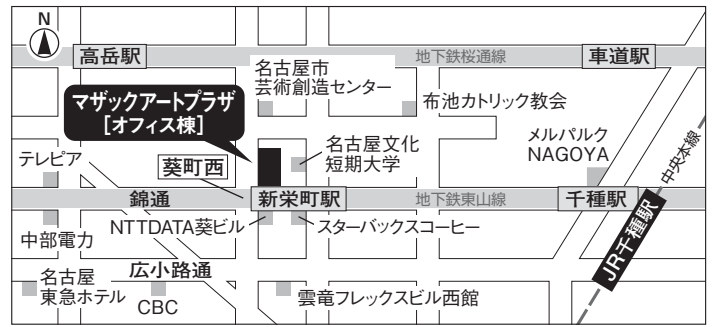 N
高岳駅
地下鉄桜通線
車道駅
名古屋市
芸術創造センター
布池カトリック教会
マザックアートプラザ
[オフィス棟]
メルパルク
NAGOYA
中央本線
テレピア
葵町西
名古屋文化
短期大学
錦通
新栄町駅
地下鉄東山線
千種駅
中部電力
NTTDATA葵ビル
スターバックスコーヒー
JR千種駅
広小路通
名古屋
東急ホテル
CBC
雲竜フレックスビル西館